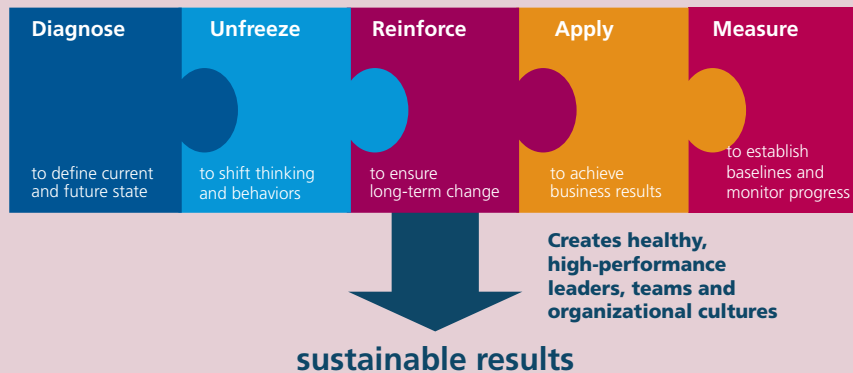 Diagnose
to define current
and future state
Unfreeze
to shift thinking
and behaviors
Reinforce
to ensure
long-term change
Apply
to achieve
business results
Measure
to establish
baselines and
monitor progress
Creates healthy,
high-performance
leaders, teams and
organizational cultures
sustainable results